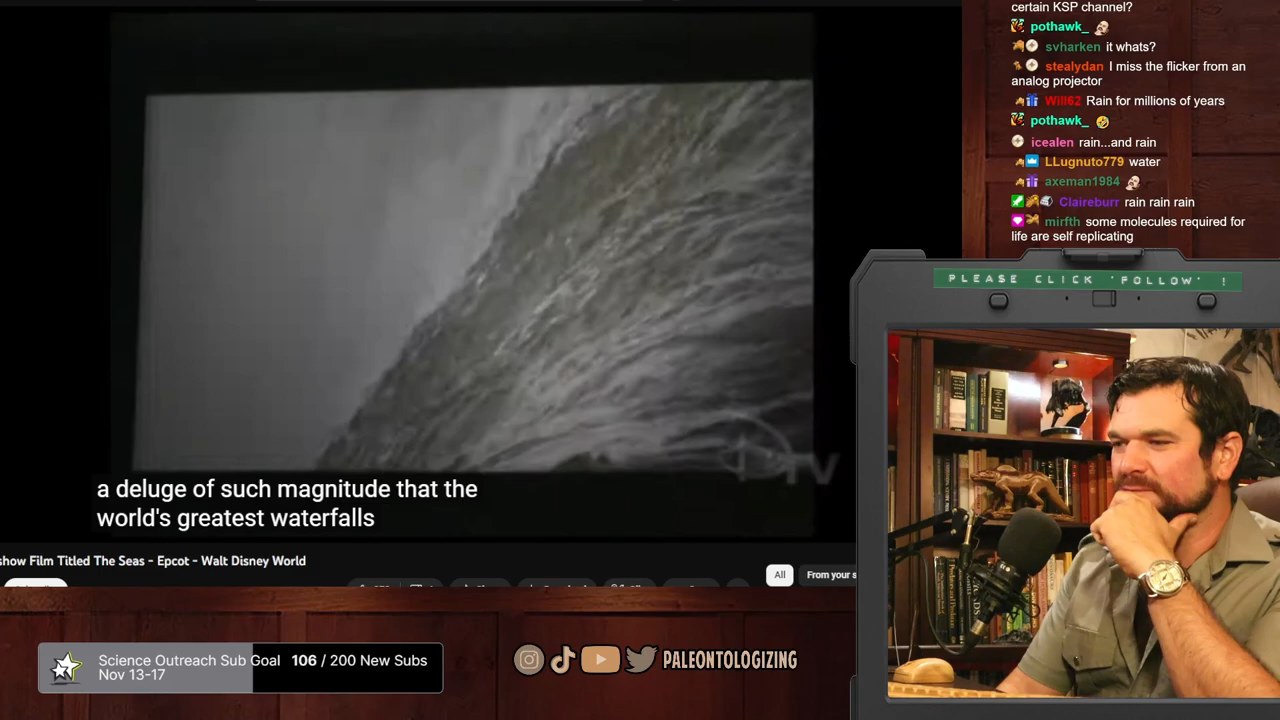 certain KSP channel?
pothawk_
svharken it whats?
stealydan I miss the flicker from an
analog projector
Will62 Rain for millions of years
pothawk_
icealen rain...and rain
LLugnuto779 water
axeman1984
Claireburr rain rain rain
mirfth some molecules required for
life are self replicating
PLEASE CLICK 'FOLLOW' !
DTV
a deluge of such magnitude that the
world's greatest waterfalls
show Film Titled The Seas - Epcot - Walt Disney World
All From your s
Science Outreach Sub Goal 106 / 200 New Subs
Nov 13-17
PALEONTOLOGIZING